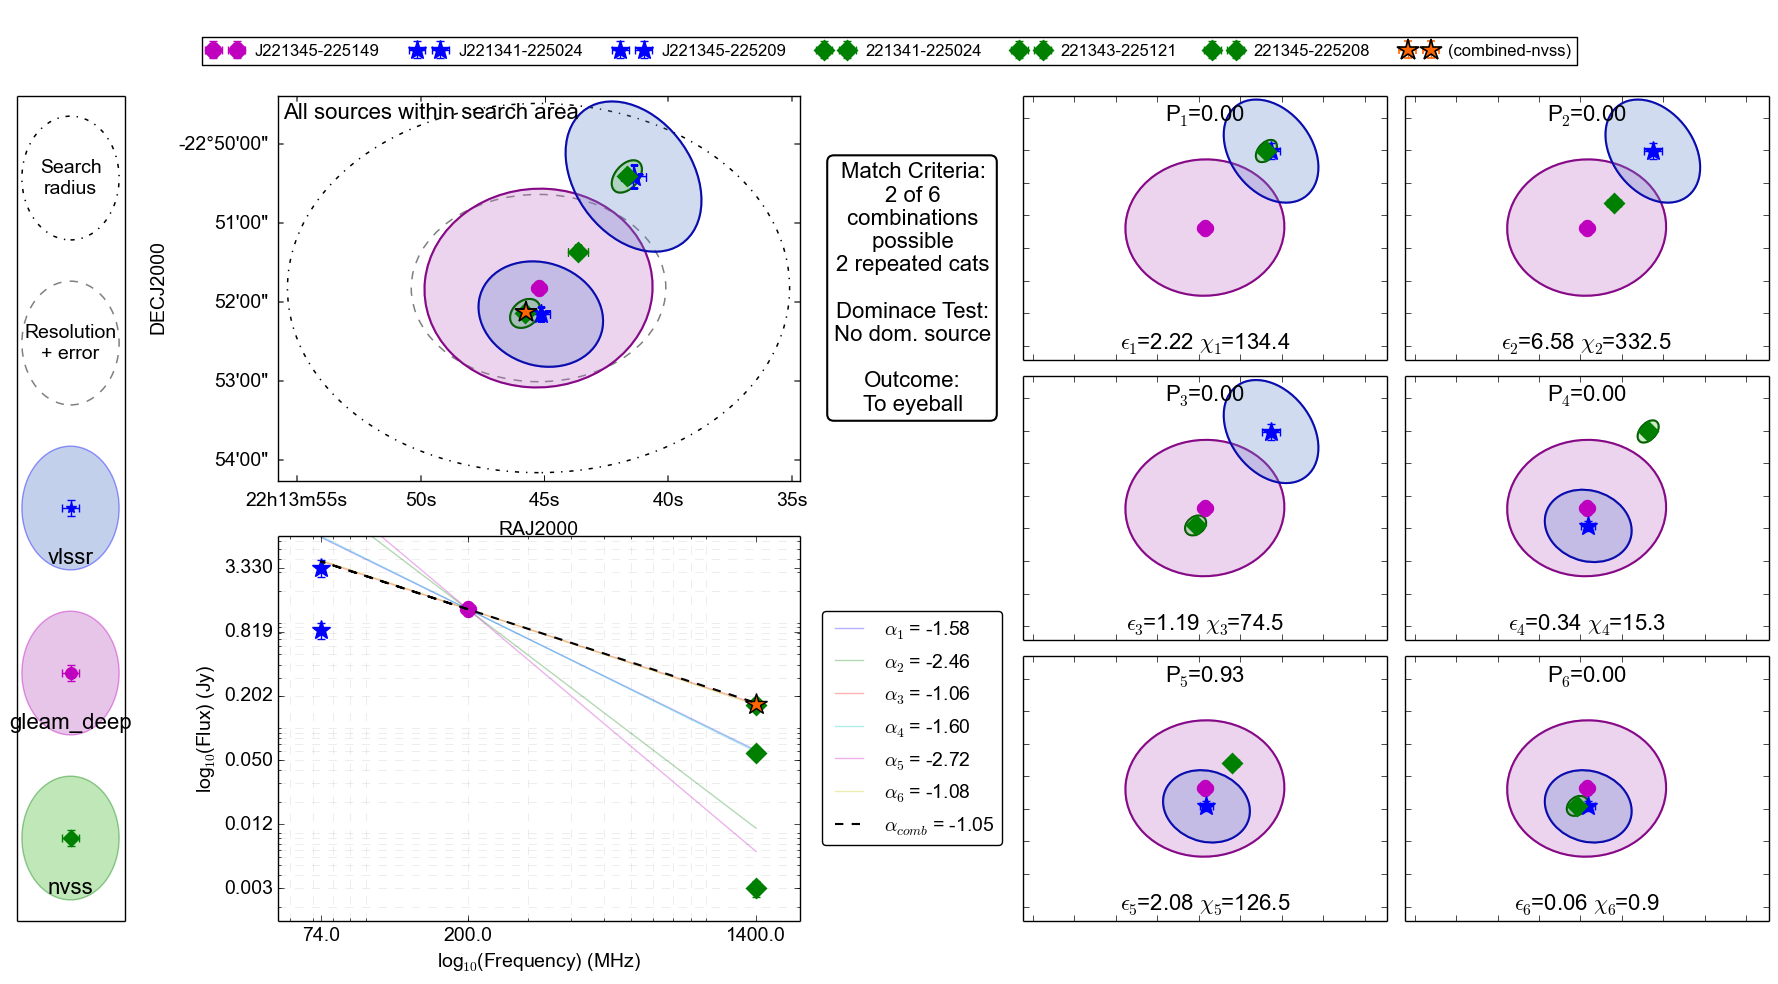 J221345-225149 J221341-225024 J221345-225209 221341-225024 221343-225121 221345-225208 (combined-nvss)
Search
radius
Resolution
+ error
vlssr
gleam_deep
nvss
All sources within search area
DECJ2000
-22°50'00"
51'00"
52'00"
53'00"
54'00"
22h13m55s 50s 45s 40s 35s
RAJ2000
log₁₀(Flux) (Jy)
3.330
0.819
0.202
0.050
0.012
0.003
74.0 200.0 1400.0
log₁₀(Frequency) (MHz)
Match Criteria:
2 of 6
combinations
possible
2 repeated cats
Dominace Test:
No dom. source
Outcome:
To eyeball
α₁ = -1.58
α₂ = -2.46
α₃ = -1.06
α₄ = -1.60
α₅ = -2.72
α₆ = -1.08
α_comb = -1.05
P₁=0.00
ϵ₁=2.22 χ₁=134.4
P₂=0.00
ϵ₂=6.58 χ₂=332.5
P₃=0.00
ϵ₃=1.19 χ₃=74.5
P₄=0.00
ϵ₄=0.34 χ₄=15.3
P₅=0.93
ϵ₅=2.08 χ₅=126.5
P₆=0.00
ϵ₆=0.06 χ₆=0.9